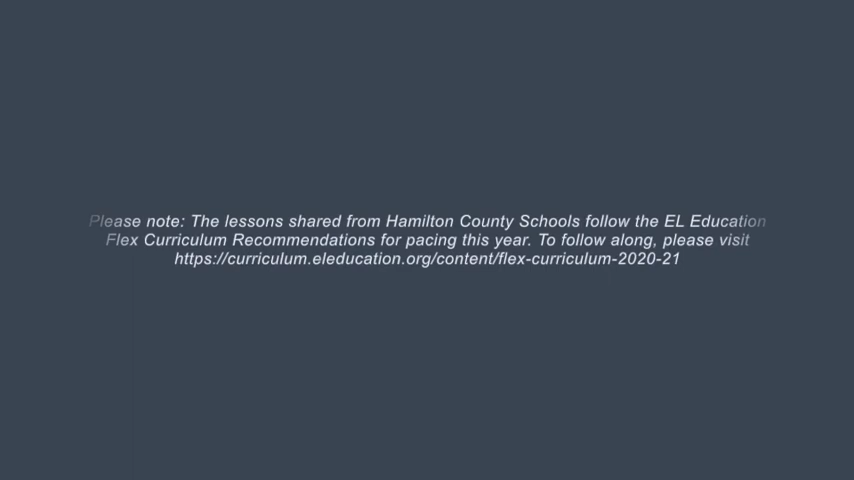 Please note: The lessons shared from Hamilton County Schools follow the EL Education
Flex Curriculum Recommendations for pacing this year. To follow along, please visit
https://curriculum.eleducation.org/content/flex-curriculum-2020-21